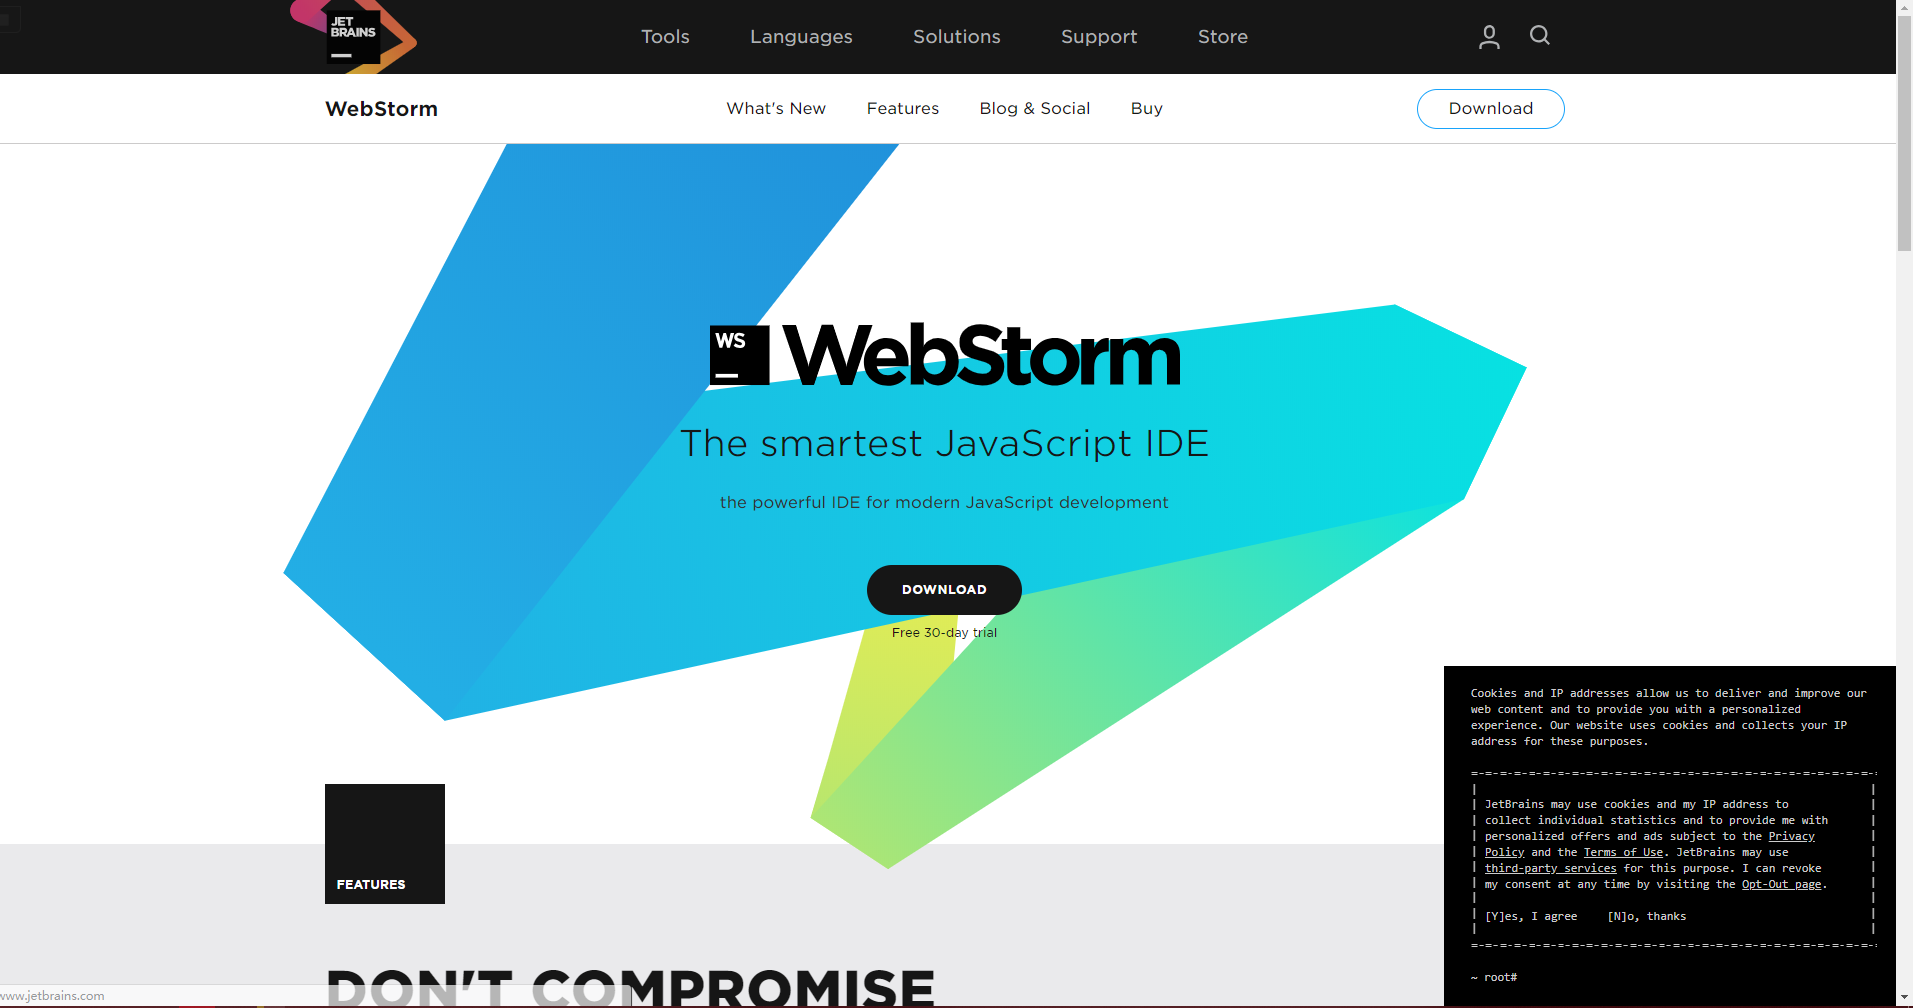 JET
BRAINS
Tools Languages Solutions Support Store
WebStorm
What's New Features Blog & Social Buy
Download
WS
WebStorm
The smartest JavaScript IDE
the powerful IDE for modern JavaScript development
DOWNLOAD
Free 30-day trial
FEATURES
DON'T COMPROMISE
www.jetbrains.com
Cookies and IP addresses allow us to deliver and improve our
web content and to provide you with a personalized
experience. Our website uses cookies and collects your IP
address for these purposes.
JetBrains may use cookies and my IP address to
collect individual statistics and to provide me with
personalized offers and ads subject to the Privacy
Policy and the Terms of Use. JetBrains may use
third-party services for this purpose. I can revoke
my consent at any time by visiting the Opt-Out page.
[Y]es, I agree [N]o, thanks
~ root#